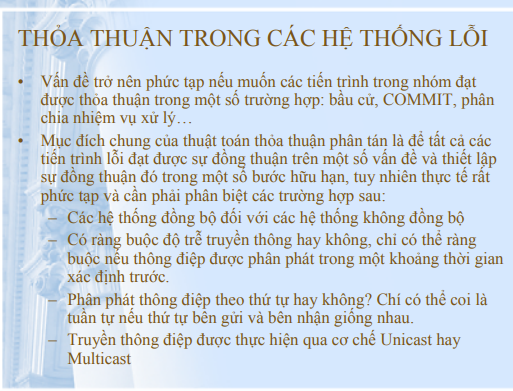 THỎA THUẬN TRONG CÁC HỆ THỐNG LỖI
• Vấn đề trở nên phức tạp nếu muốn các tiến trình trong nhóm đạt
được thỏa thuận trong một số trường hợp: bầu cử, COMMIT, phân
chia nhiệm vụ xử lý…
• Mục đích chung của thuật toán thỏa thuận phân tán là để tất cả các
tiến trình lỗi đạt được sự đồng thuận trên một số vấn đề và thiết lập
sự đồng thuận đó trong một số bước hữu hạn, tuy nhiên thực tế rất
phức tạp và cần phải phân biệt các trường hợp sau:
– Các hệ thống đồng bộ đối với các hệ thống không đồng bộ
– Có ràng buộc độ trễ truyền thông hay không, chỉ có thể ràng
buộc nếu thông điệp được phân phát trong một khoảng thời gian
xác định trước.
– Phân phát thông điệp theo thứ tự hay không? Chí có thể coi là
tuần tự nếu thứ tự bên gửi và bên nhận giống nhau.
– Truyền thông điệp được thực hiện qua cơ chế Unicast hay
Multicast